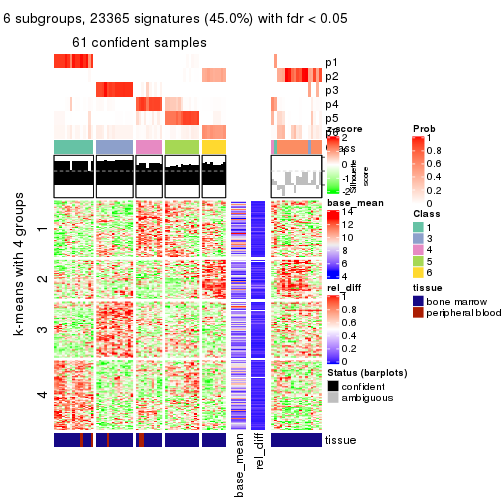 6 subgroups, 23365 signatures (45.0%) with fdr < 0.05
61 confident samples
p1
p2
p3
p4
p5
p6
Class
z-score
2
1
0
-1
-2
Silhouette
score
base_mean
14
12
10
8
6
4
rel_diff
1
0.8
0.6
0.4
0.2
0
Status (barplots)
confident
ambiguous
Prob
1
0.8
0.6
0.4
0.2
0
Class
1
3
4
5
6
tissue
bone marrow
peripheral blood
k-means with 4 groups
1
2
3
4
tissue
base_mean
rel_diff